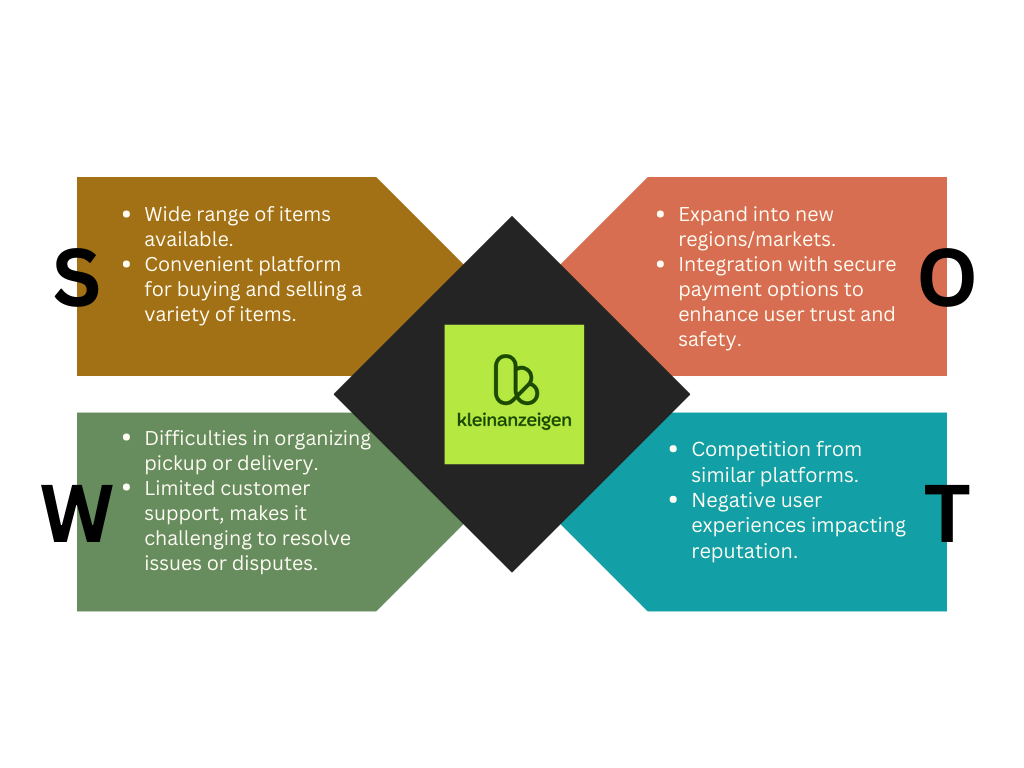 S
• Wide range of items
available.
• Convenient platform
for buying and selling a
variety of items.
O
• Expand into new
regions/markets.
• Integration with secure
payment options to
enhance user trust and
safety.
kleinanzeigen
W
• Difficulties in organizing
pickup or delivery.
• Limited customer
support, makes it
challenging to resolve
issues or disputes.
T
• Competition from
similar platforms.
• Negative user
experiences impacting
reputation.